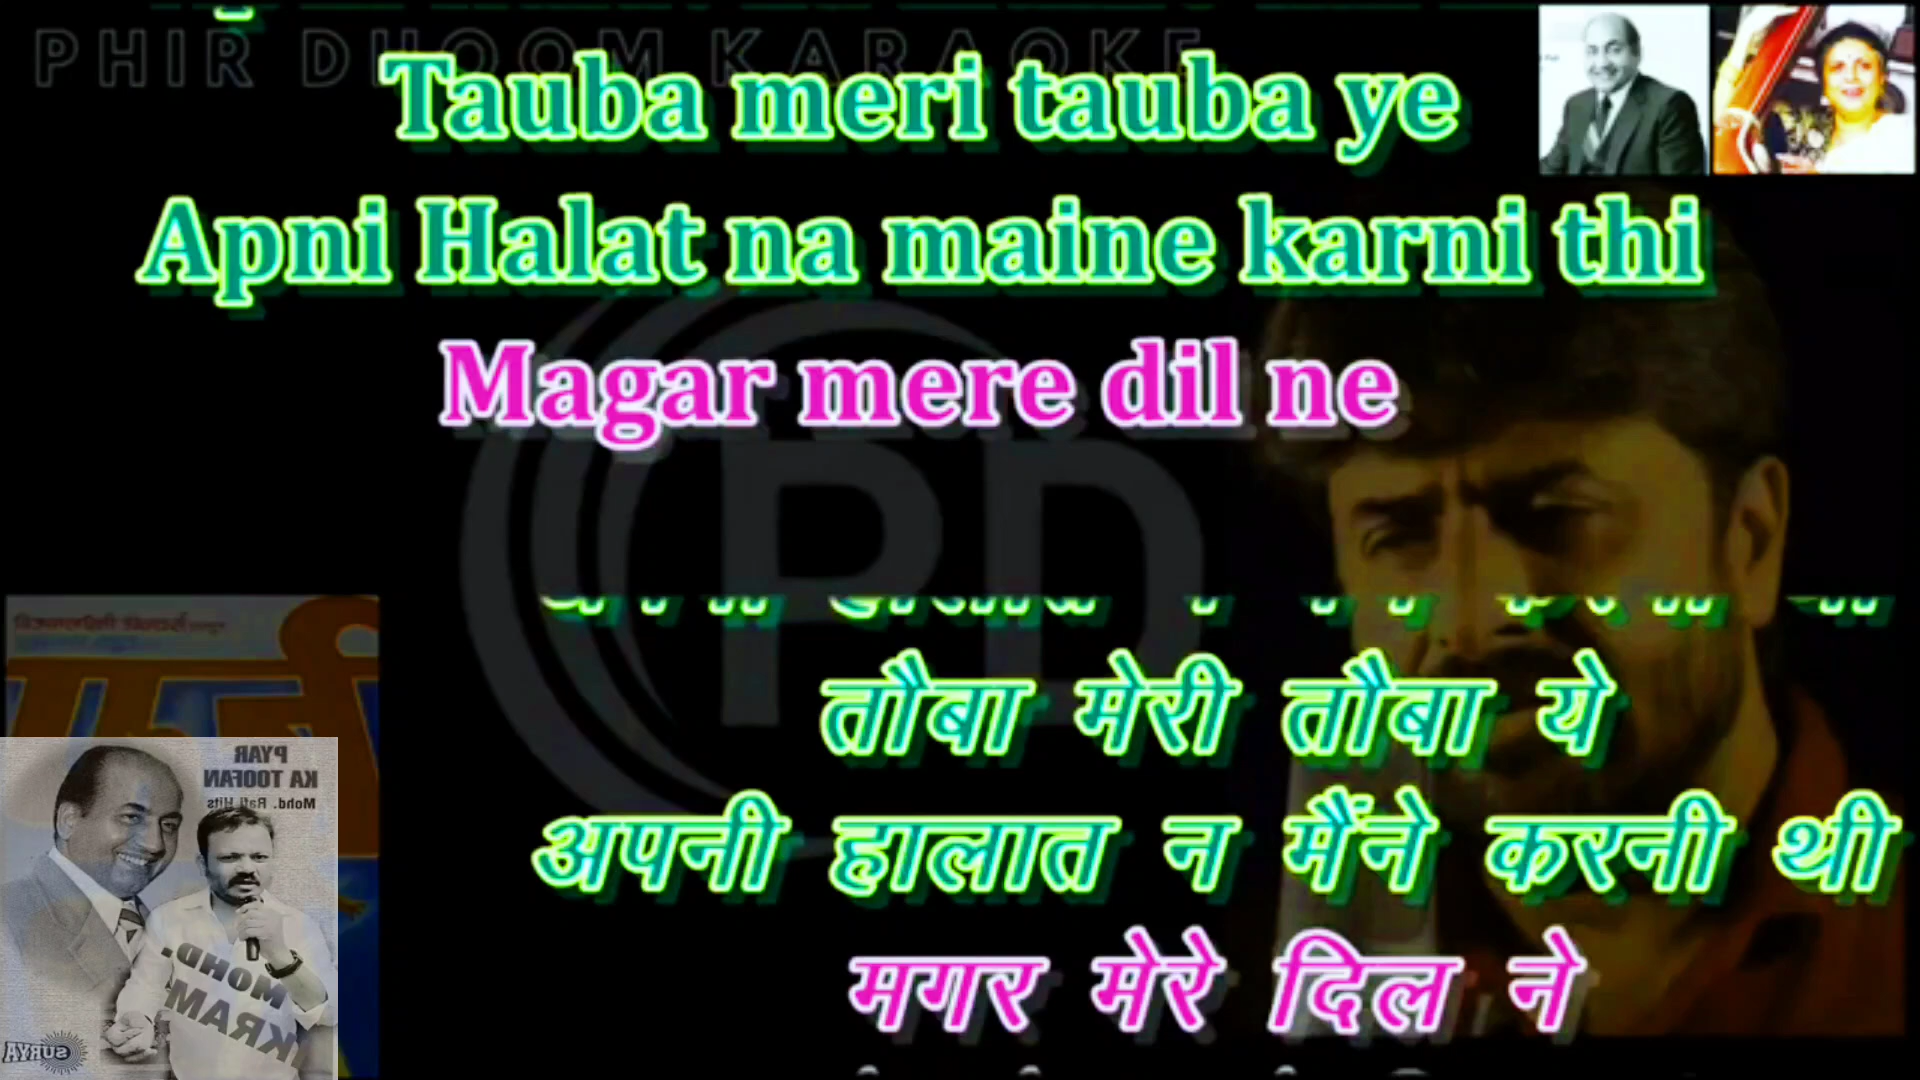 PHIR DHOOM KARAOKE
Tauba meri tauba ye
Apni Halat na maine karni thi
Magar mere dil ne
PD
तौबा मेरी तौबा ये
अपनी हालात न मैंने करनी थी
मगर मेरे दिल ने
PYAR
KA TOOFAN
Mohd. Rafi Hits
MOHD.
IKRAM
SURYA